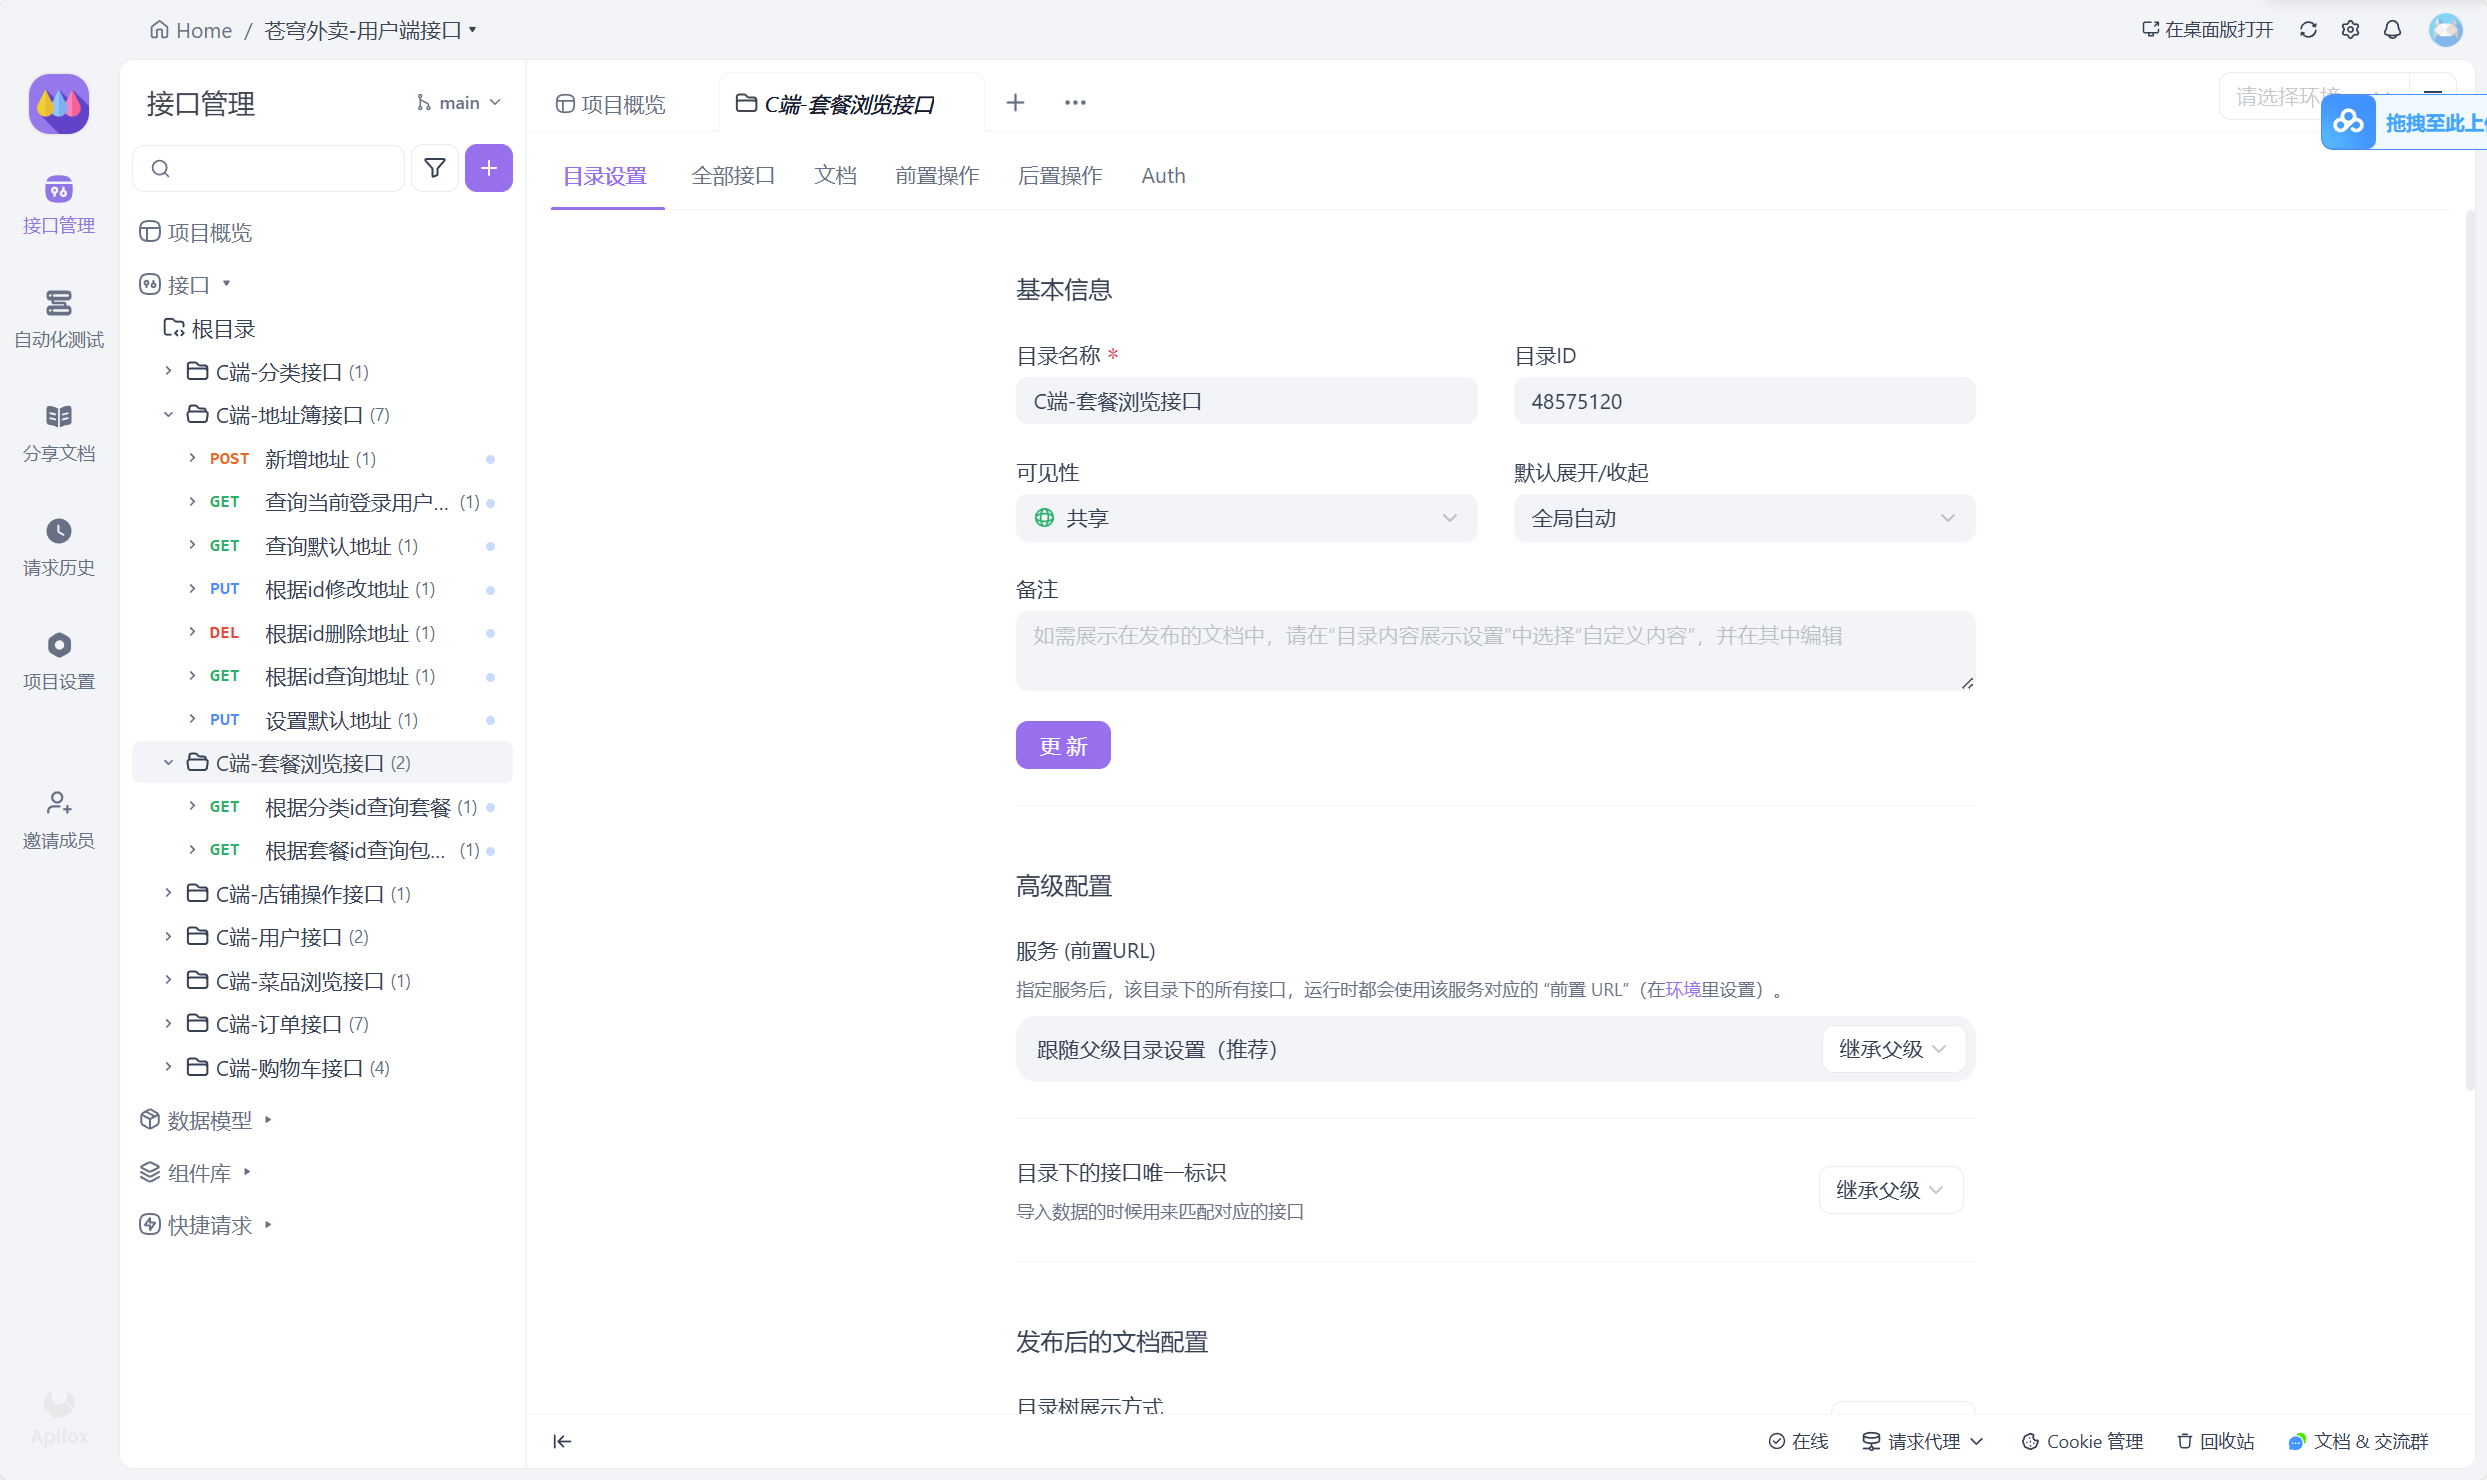 Home / 苍穹外卖-用户端接口
在桌面版打开
接口管理
自动化测试
分享文档
请求历史
项目设置
邀请成员
Apifox
接口管理
main
项目概览
接口
根目录
C端-分类接口 (1)
C端-地址簿接口 (7)
POST 新增地址 (1)
GET 查询当前登录用户... (1)
GET 查询默认地址 (1)
PUT 根据id修改地址 (1)
DEL 根据id删除地址 (1)
GET 根据id查询地址 (1)
PUT 设置默认地址 (1)
C端-套餐浏览接口 (2)
GET 根据分类id查询套餐 (1)
GET 根据套餐id查询包... (1)
C端-店铺操作接口 (1)
C端-用户接口 (2)
C端-菜品浏览接口 (1)
C端-订单接口 (7)
C端-购物车接口 (4)
数据模型
组件库
快捷请求
项目概览
C端-套餐浏览接口
请选择环境
拖拽至此上
目录设置
全部接口
文档
前置操作
后置操作
Auth
基本信息
目录名称 *
C端-套餐浏览接口
目录ID
48575120
可见性
共享
默认展开/收起
全局自动
备注
如需展示在发布的文档中，请在“目录内容展示设置”中选择“自定义内容”，并在其中编辑
更新
高级配置
服务 (前置URL)
指定服务后，该目录下的所有接口，运行时都会使用该服务对应的 “前置 URL”（在环境里设置）。
跟随父级目录设置（推荐）
继承父级
目录下的接口唯一标识
导入数据的时候用来匹配对应的接口
继承父级
发布后的文档配置
目录树展示方式
在线
请求代理
Cookie 管理
回收站
文档 & 交流群